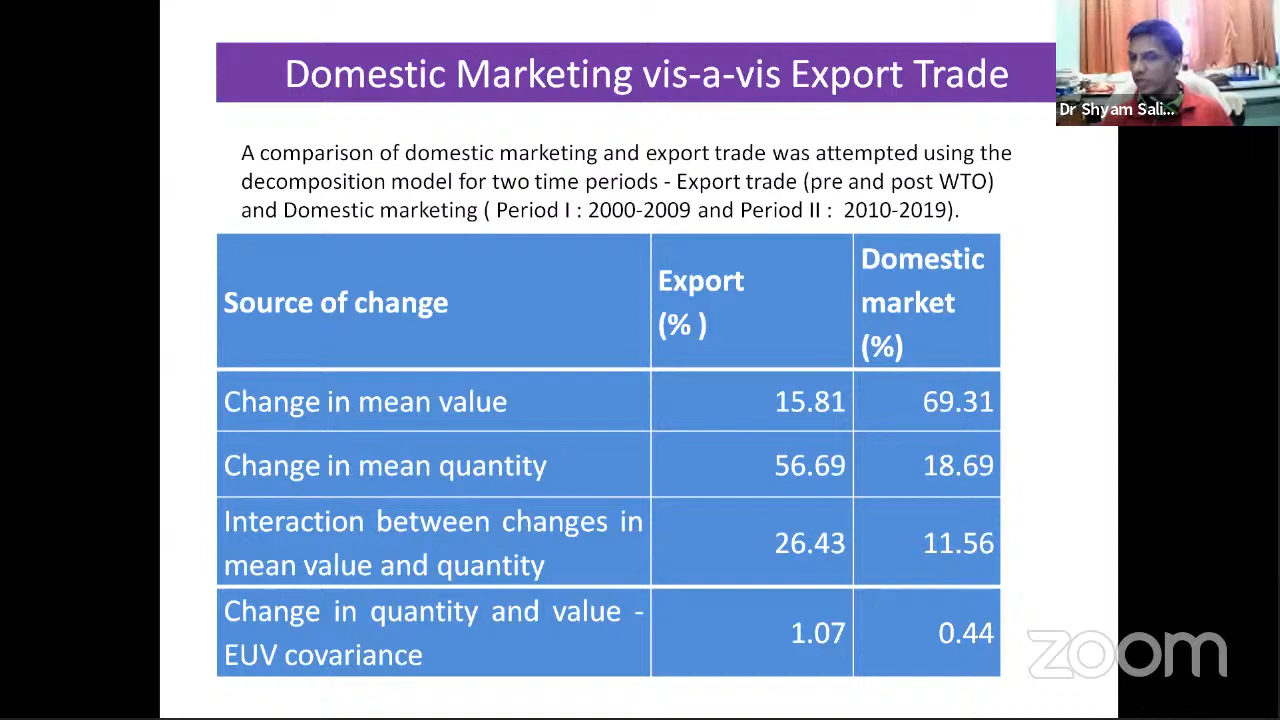 Domestic Marketing vis-a-vis Export Trade
Dr Shyam Sali...
A comparison of domestic marketing and export trade was attempted using the
decomposition model for two time periods - Export trade (pre and post WTO)
and Domestic marketing ( Period I : 2000-2009 and Period II : 2010-2019).
Source of change
Export
(% )
Domestic
market
(%)
Change in mean value
15.81
69.31
Change in mean quantity
56.69
18.69
Interaction between changes in
mean value and quantity
26.43
11.56
Change in quantity and value -
EUV covariance
1.07
0.44
zoom